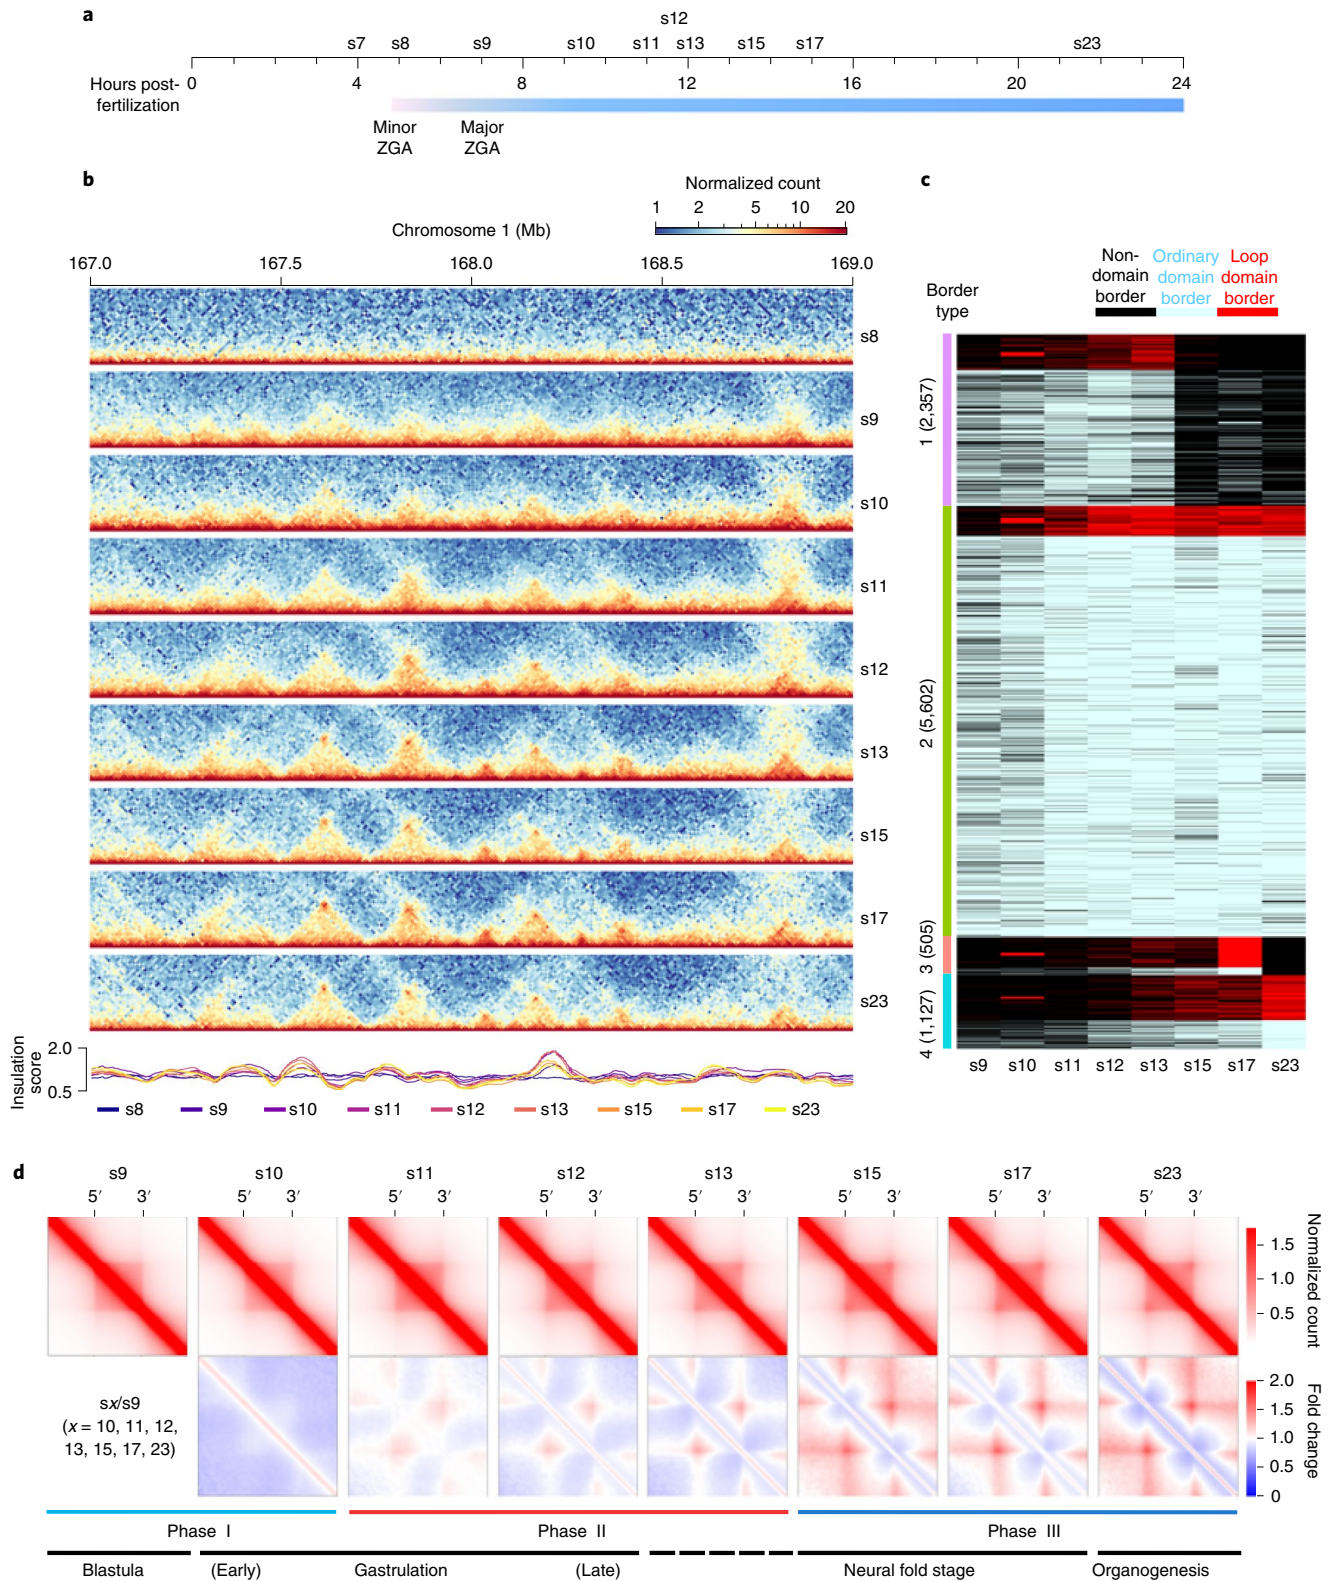 a
s12
s7 s8 s9 s10 s11 s13 s15 s17 s23
Hours post-fertilization
0 4 8 12 16 20 24
Minor ZGA
Major ZGA
b
Normalized count
1 2 5 10 20
Chromosome 1 (Mb)
167.0 167.5 168.0 168.5 169.0
s8
s9
s10
s11
s12
s13
s15
s17
s23
Insulation score
2.0
0.5
s8 s9 s10 s11 s12 s13 s15 s17 s23
c
Border type
Non-domain border
Ordinary domain border
Loop domain border
1 (2,357)
2 (5,602)
3 (505)
4 (1,127)
s9 s10 s11 s12 s13 s15 s17 s23
d
s9 s10 s11 s12 s13 s15 s17 s23
5′ 3′ 5′ 3′ 5′ 3′ 5′ 3′ 5′ 3′ 5′ 3′ 5′ 3′ 5′ 3′
Normalized count
1.5
1.0
0.5
sx/s9
(x = 10, 11, 12,
13, 15, 17, 23)
Fold change
2.0
1.5
1.0
0.5
0
Phase I Phase II Phase III
Blastula (Early) Gastrulation (Late) Neural fold stage Organogenesis